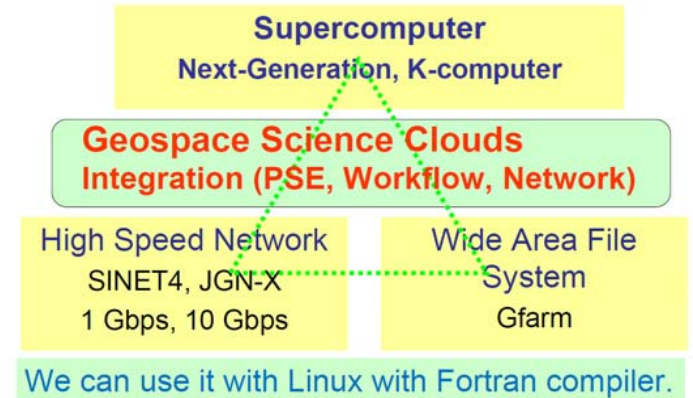 Supercomputer
Next-Generation, K-computer
Geospace Science Clouds
Integration (PSE, Workflow, Network)
High Speed Network
SINET4, JGN-X
1 Gbps, 10 Gbps
Wide Area File
System
Gfarm
We can use it with Linux with Fortran compiler.